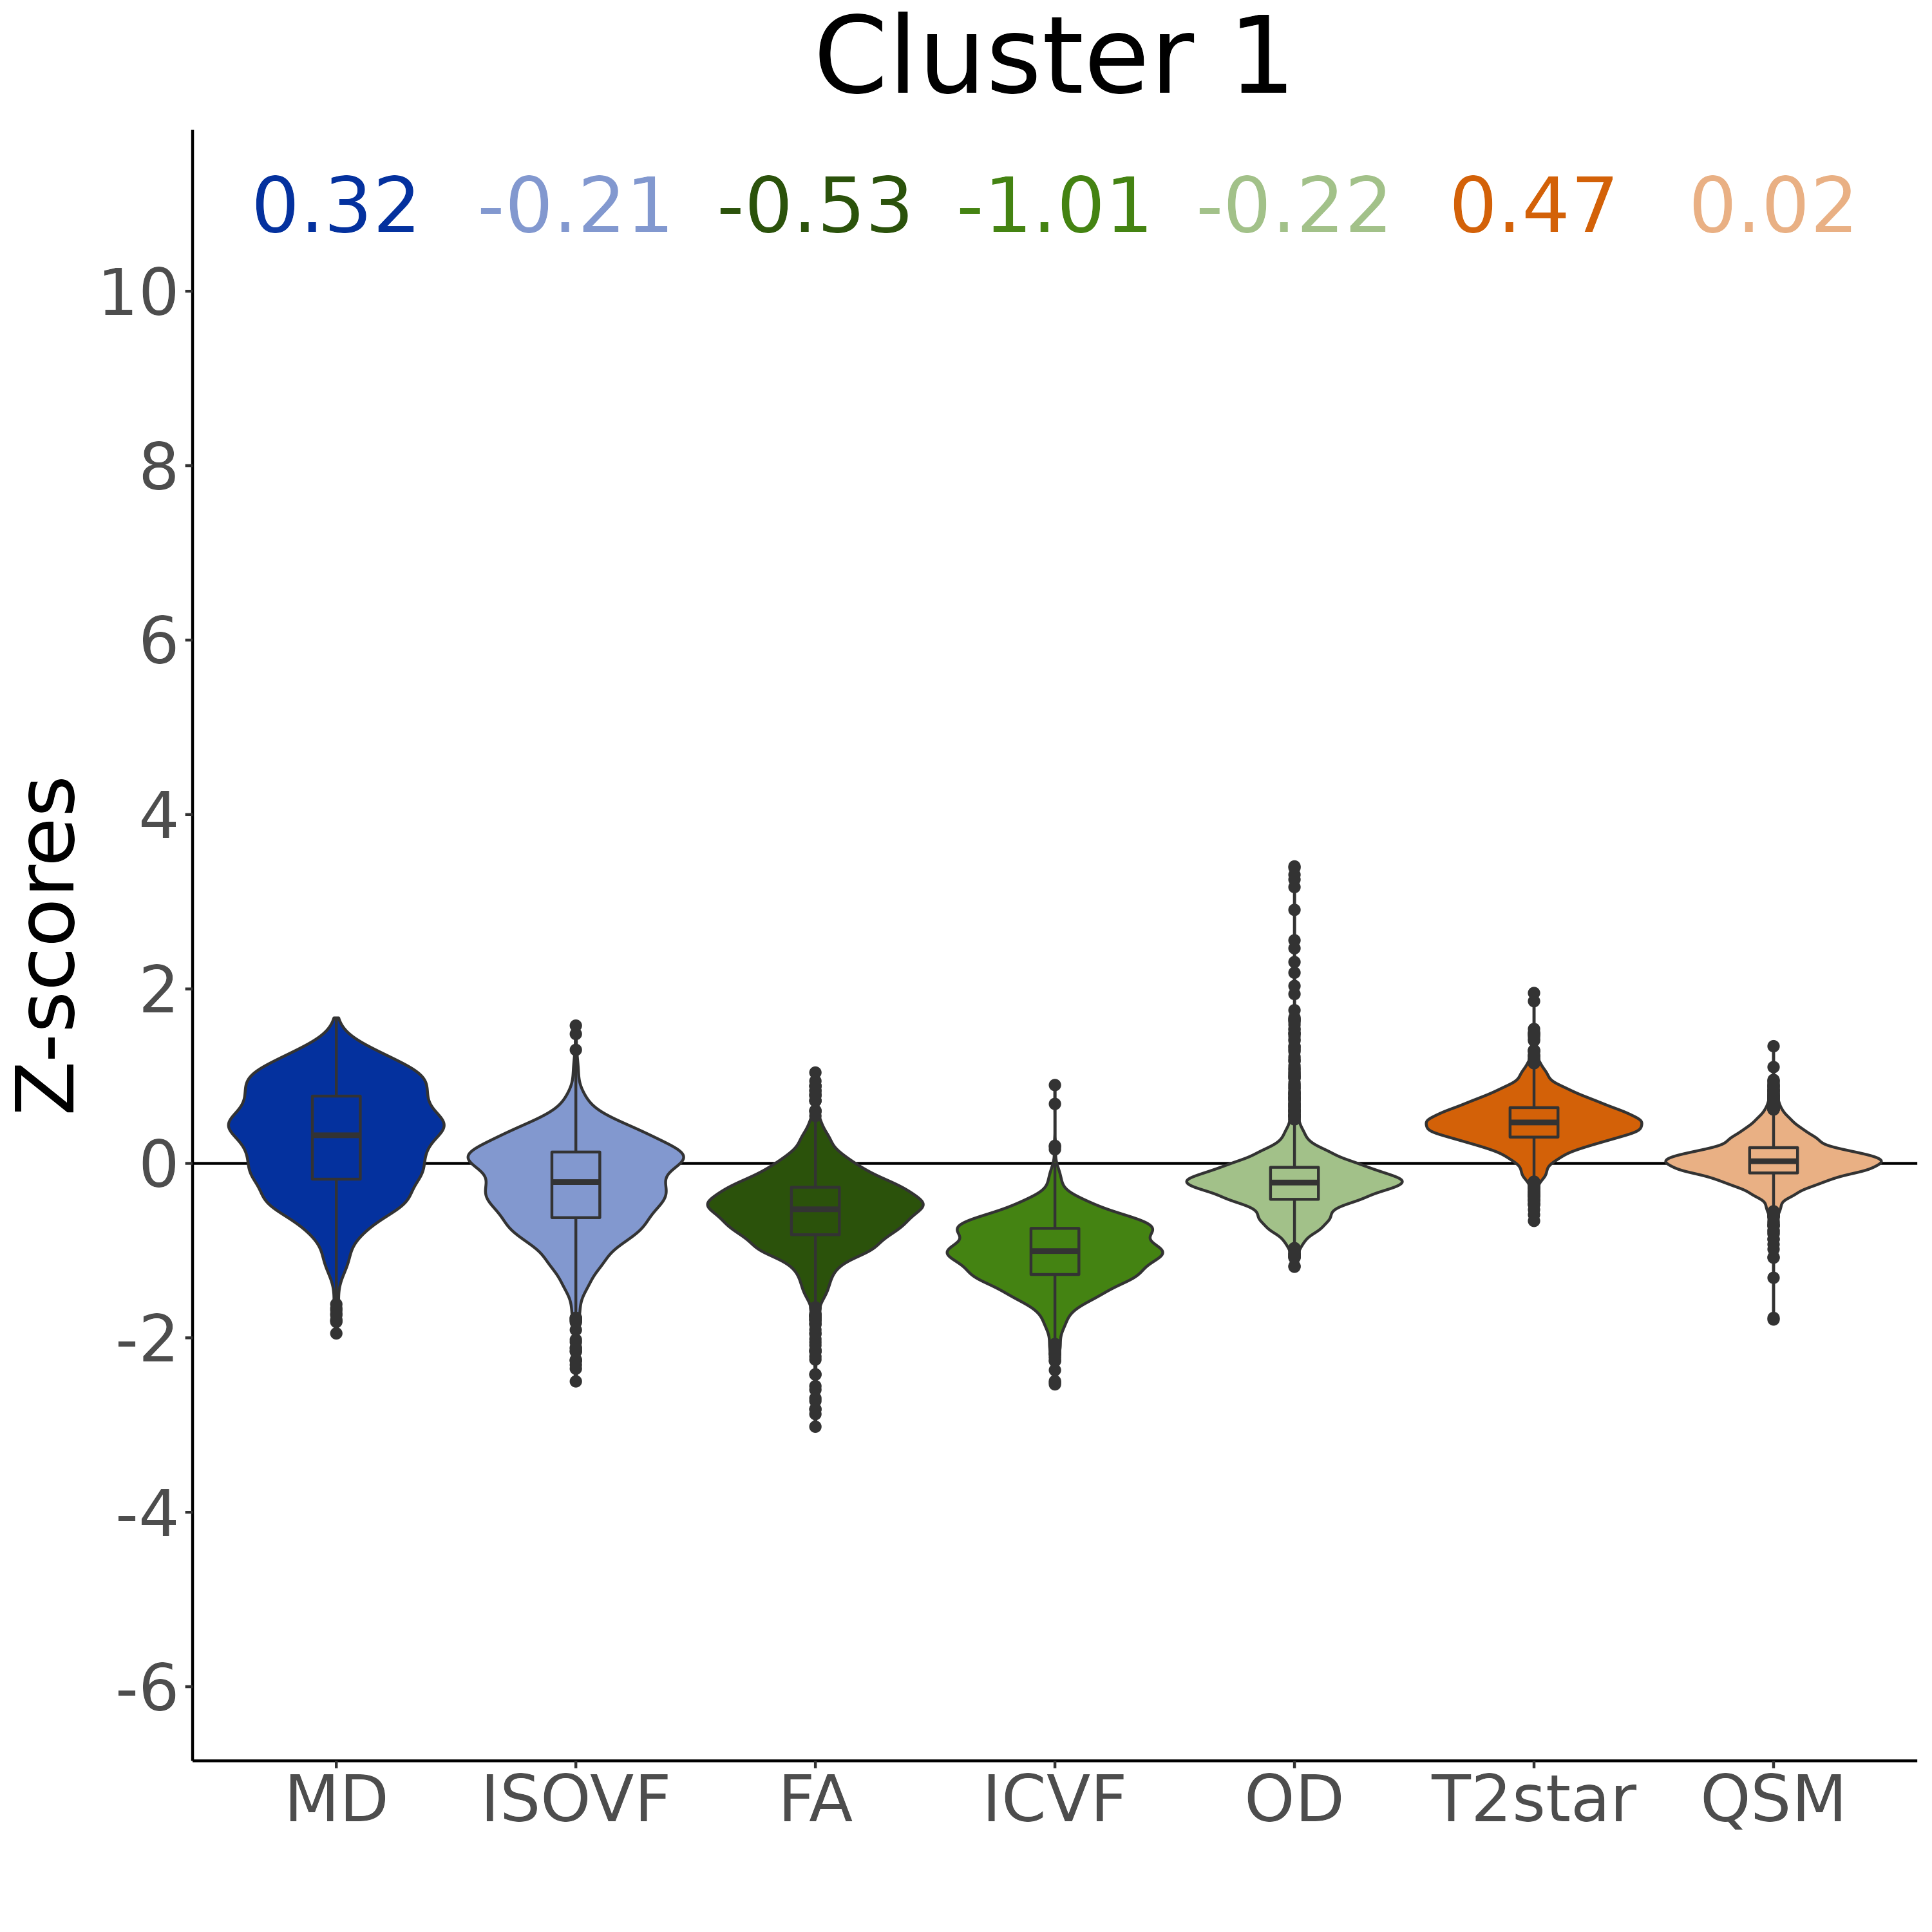 Cluster 1
0.32 -0.21 -0.53 -1.01 -0.22 0.47 0.02
10
8
6
4
2
0
-2
-4
-6
Z-scores
MD ISOVF FA ICVF OD T2star QSM